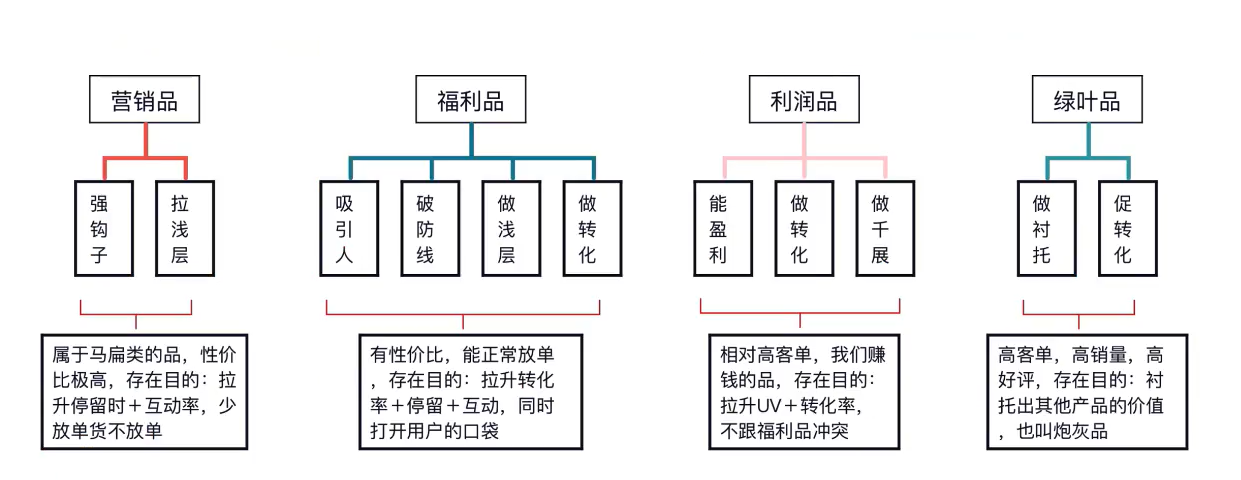 营销品
福利品
利润品
绿叶品
强钩子
拉浅层
吸引人
破防线
做浅层
做转化
能盈利
做转化
做千展
做衬托
促转化
属于马扁类的品，性价
比极高，存在目的：拉
升停留时＋互动率，少
放单货不放单
有性价比，能正常放单
，存在目的：拉升转化
率＋停留＋互动，同时
打开用户的口袋
相对高客单，我们赚
钱的品，存在目的：
拉升UV＋转化率，
不跟福利品冲突
高客单，高销量，高
好评，存在目的：衬
托出其他产品的价值
，也叫炮灰品